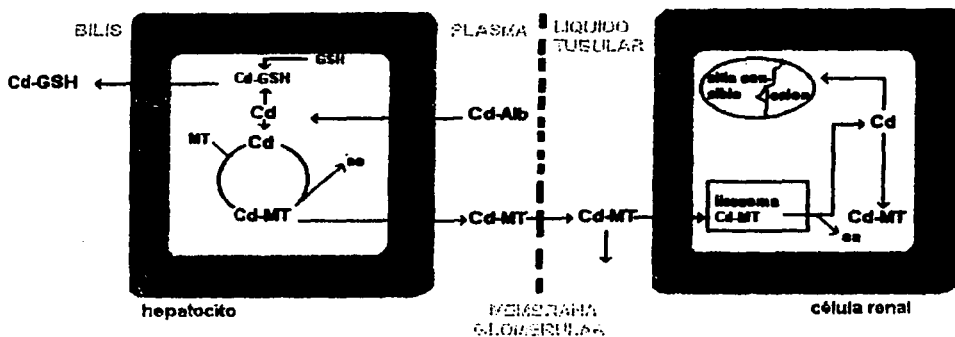 BILIS
PLASMA
LIQUIDO
TUBULAR
GSH
Cd-GSH
Cd-GSH
Cd
Cd
MT
Cd-MT
Cd-Alb
Cd-MT
Cd-MT
lisosoma
Cd-MT
Cd
Cd-MT
aa
hepatocito
MEMBRANA
GLOMERULAR
célula renal